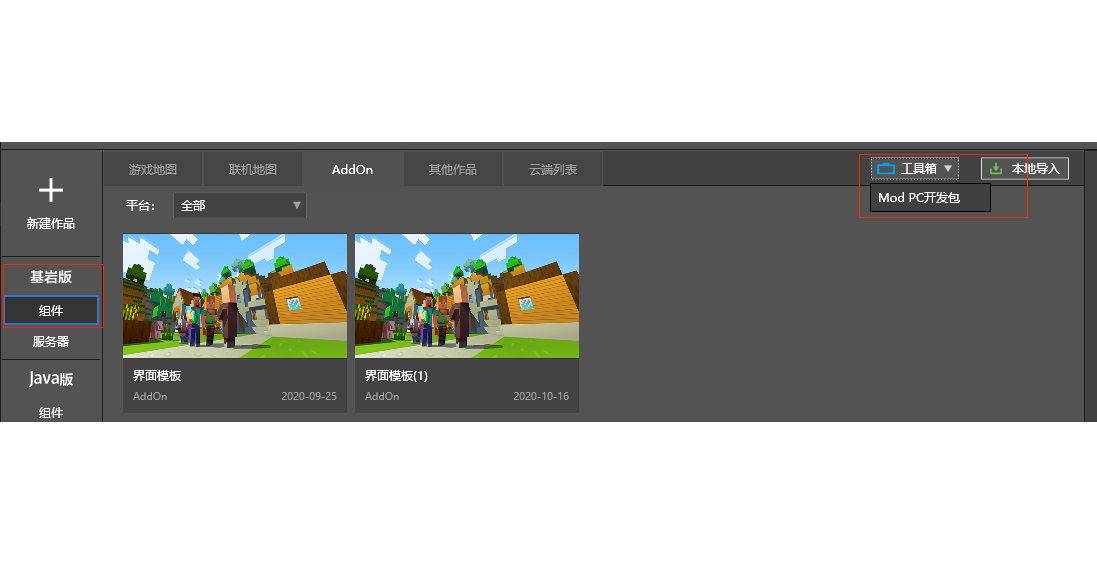 游戏地图
联机地图
AddOn
其他作品
云端列表
工具箱
本地导入
Mod PC开发包
新建作品
平台:
全部
基岩版
组件
服务器
Java版
组件
界面模板
AddOn
2020-09-25
界面模板(1)
AddOn
2020-10-16